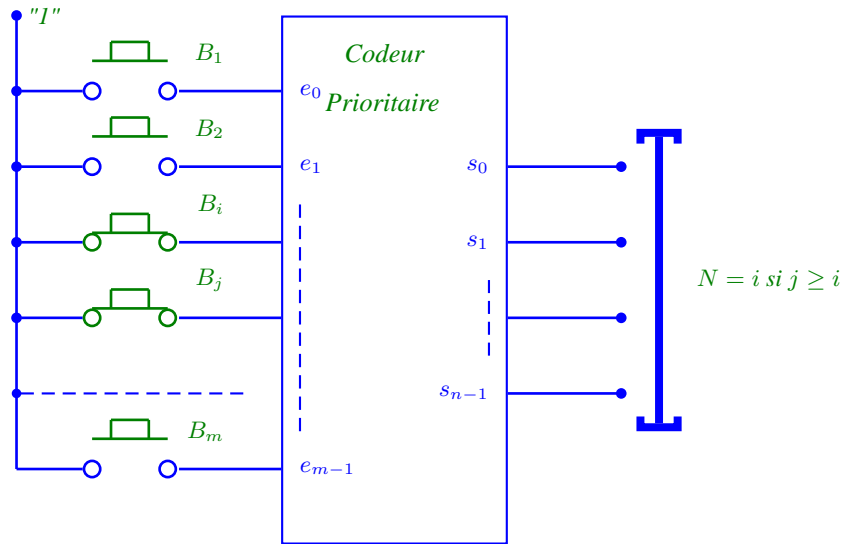 "1"
B₁
Codeur
e₀ Prioritaire
B₂
e₁
s₀
Bᵢ
s₁
Bⱼ
N = i si j ≥ i
sₙ₋₁
Bₘ
eₘ₋₁